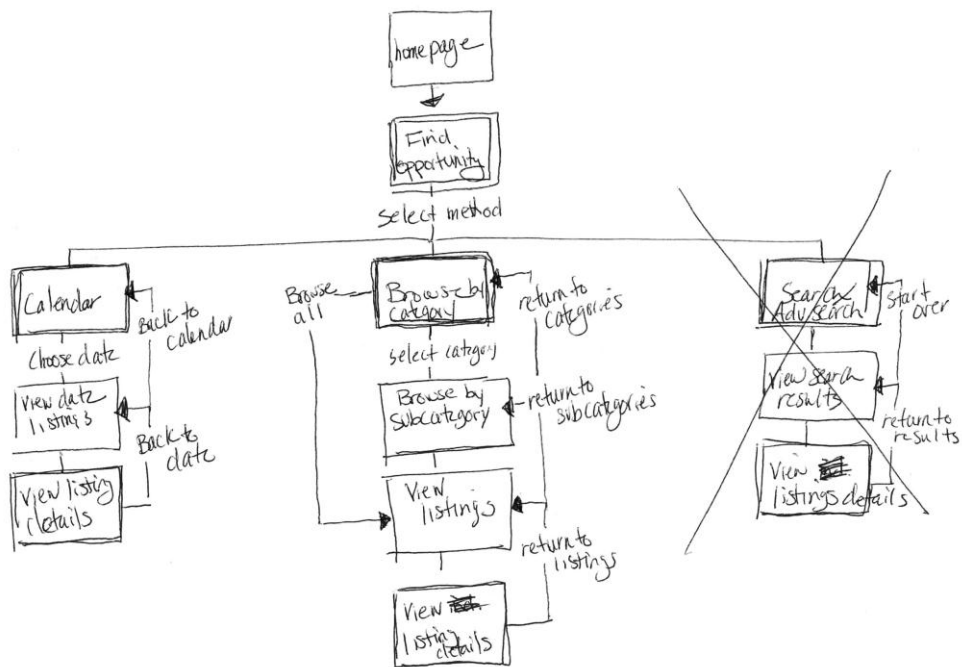 homepage
Find
opportunity
select method
Calendar
Back to
calendar
choose date
view date
listings
Back to
date
View listing
details
Browse
all
Browse by
category
return to
categories
select category
Browse by
subcategory
return to
subcategories
View
listings
return to
listings
View
listing
details
Search/
Adv search
start
over
View search
results
return to
results
View
listings details